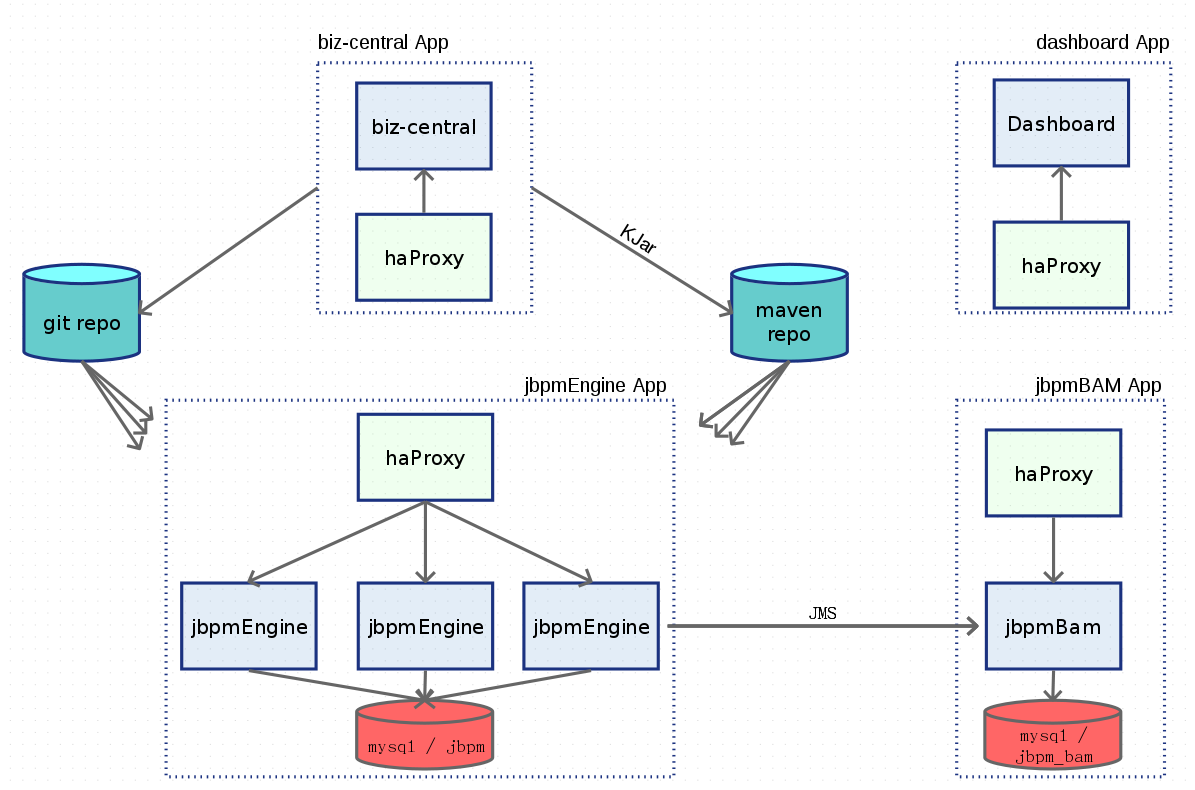 biz-central App
dashboard App
biz-central
Dashboard
haProxy
haProxy
KJar
git repo
maven
repo
jbpmEngine App
jbpmBAM App
haProxy
haProxy
jbpmEngine
jbpmEngine
jbpmEngine
JMS
jbpmBam
mysql / jbpm
mysql /
jbpm_bam